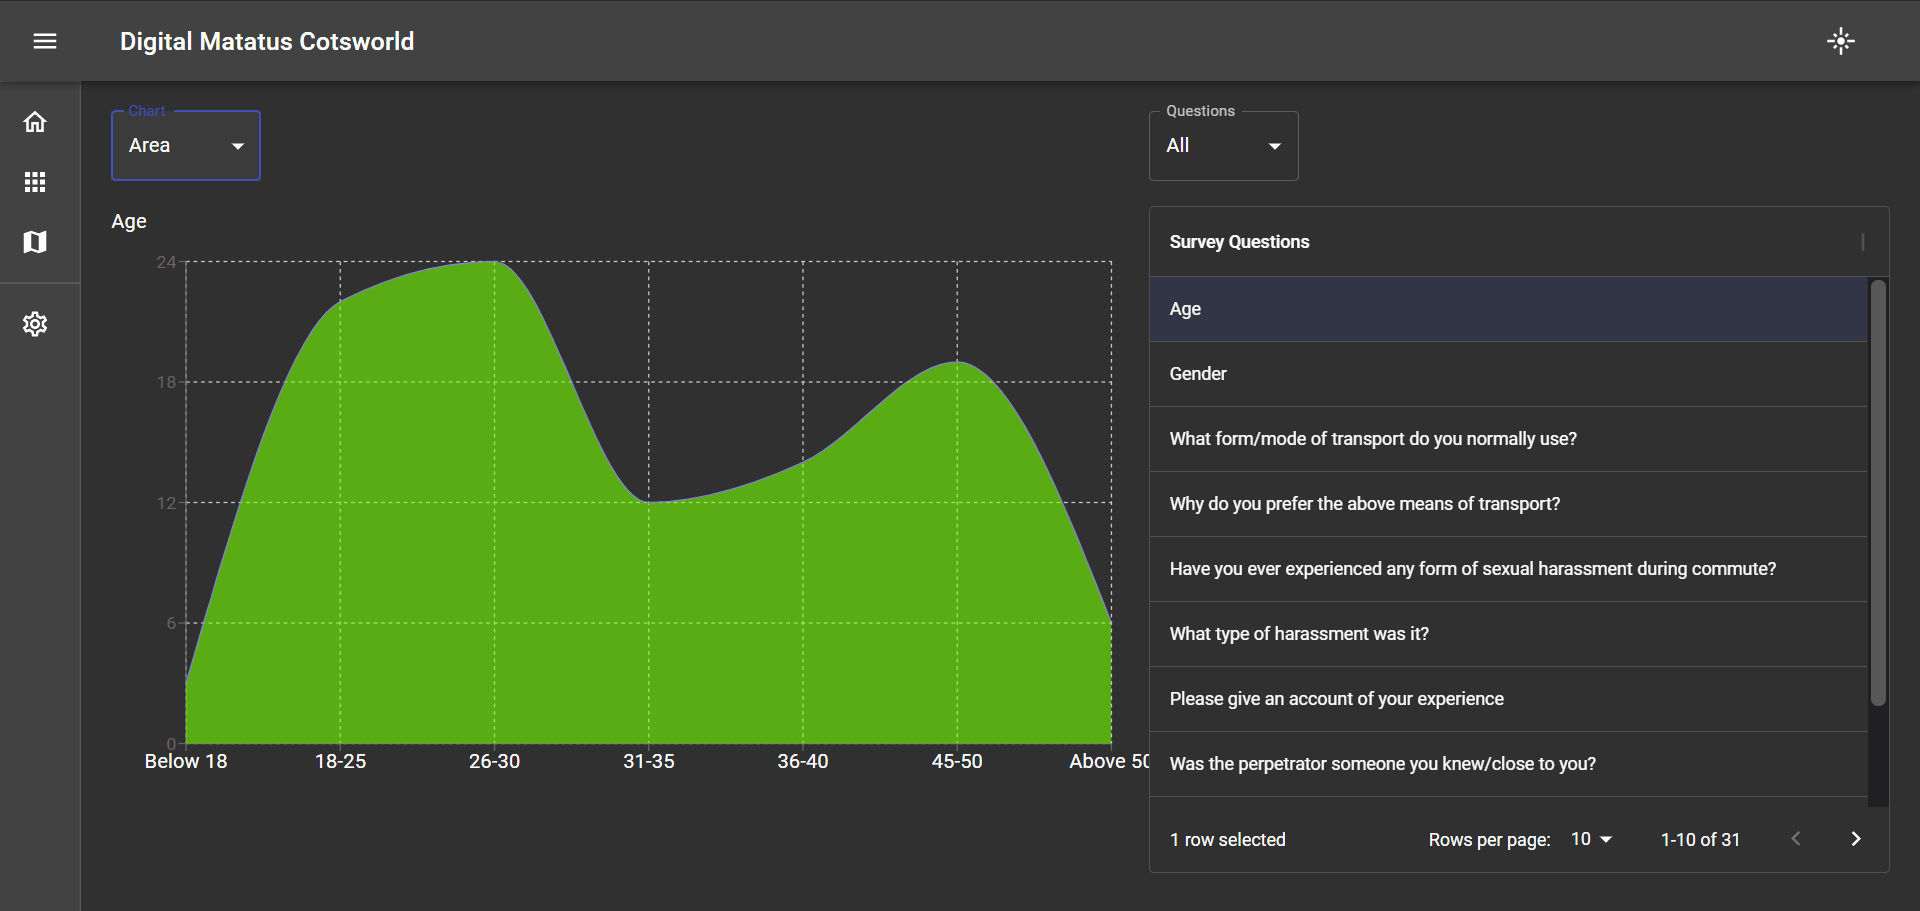 Digital Matatus Cotsworld
Chart
Area
Questions
All
Age
24
18
12
6
0
Below 18
18-25
26-30
31-35
36-40
45-50
Above 50
Survey Questions
Age
Gender
What form/mode of transport do you normally use?
Why do you prefer the above means of transport?
Have you ever experienced any form of sexual harassment during commute?
What type of harassment was it?
Please give an account of your experience
Was the perpetrator someone you knew/close to you?
1 row selected
Rows per page: 10
1-10 of 31